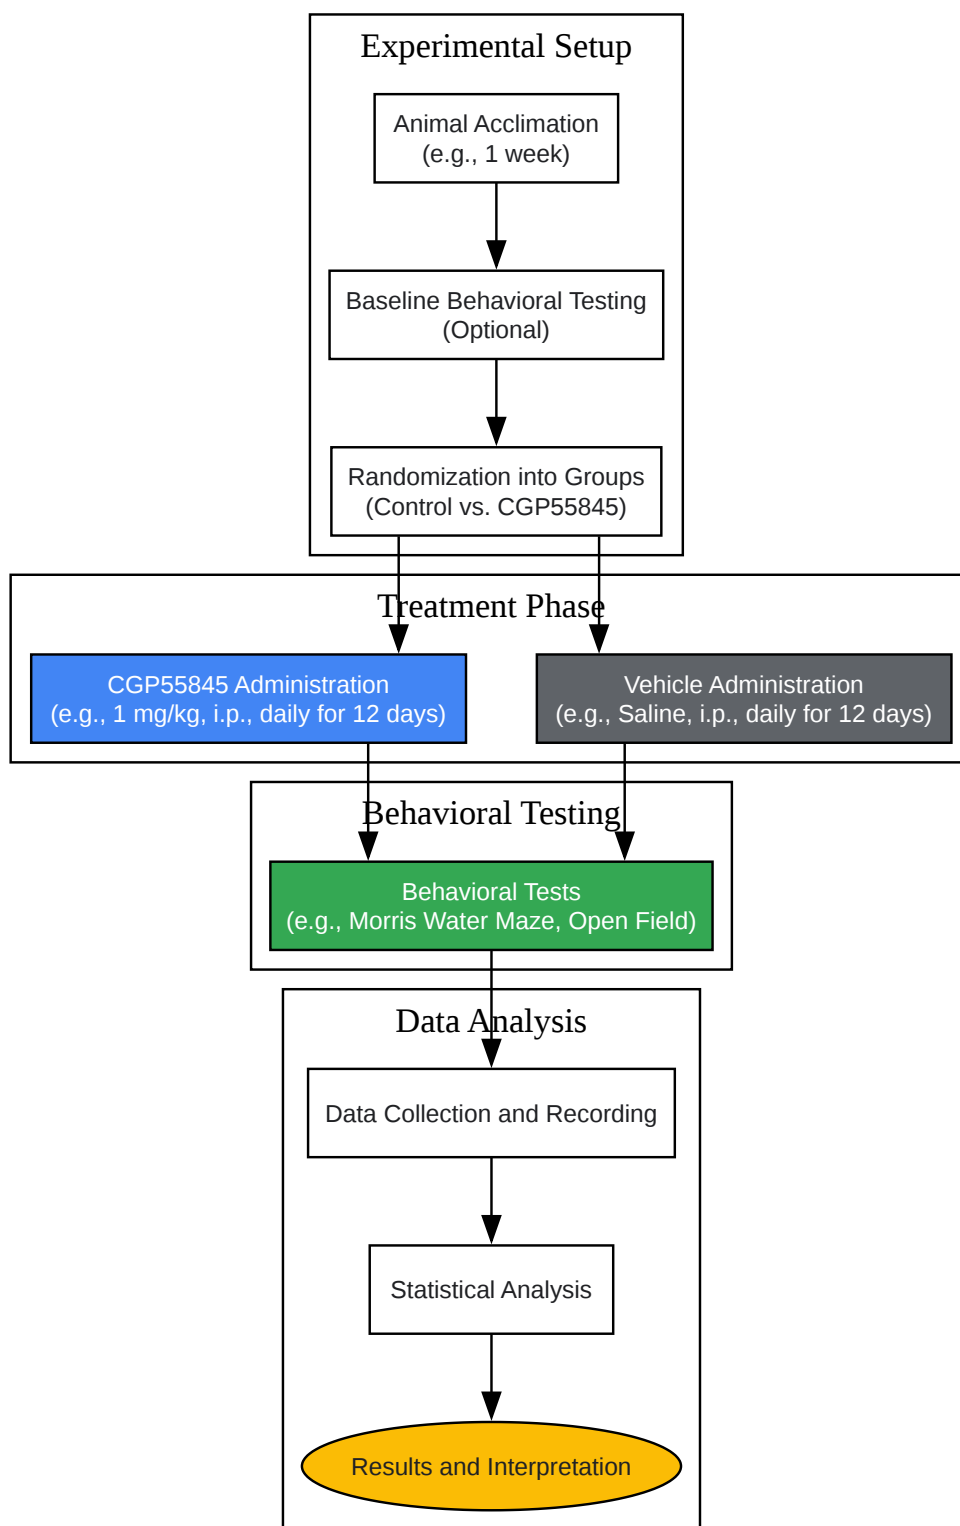 Experimental Setup
Animal Acclimation
(e.g., 1 week)
Baseline Behavioral Testing
(Optional)
Randomization into Groups
(Control vs. CGP55845)
Treatment Phase
CGP55845 Administration
(e.g., 1 mg/kg, i.p., daily for 12 days)
Vehicle Administration
(e.g., Saline, i.p., daily for 12 days)
Behavioral Testing
Behavioral Tests
(e.g., Morris Water Maze, Open Field)
Data Analysis
Data Collection and Recording
Statistical Analysis
Results and Interpretation